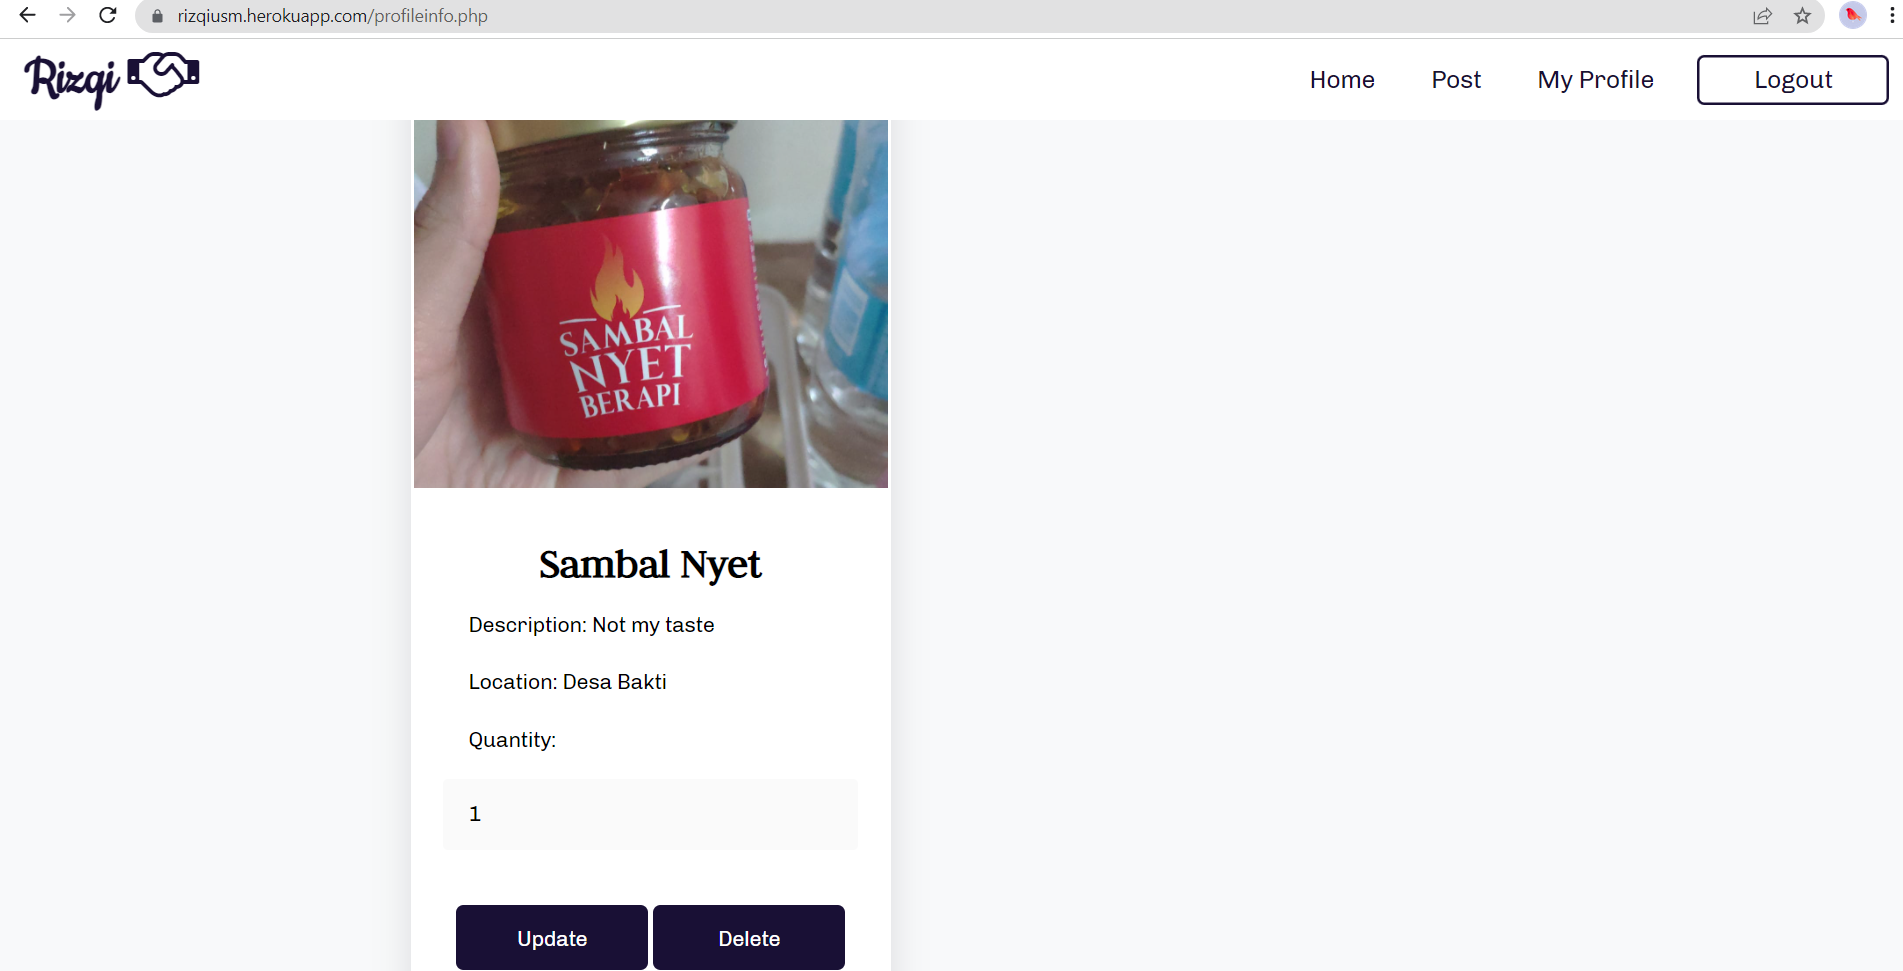 rizqiusm.herokuapp.com/profileinfo.php
Rizqi
Home
Post
My Profile
Logout
SAMBAL
NYET
BERAPI
Sambal Nyet
Description: Not my taste
Location: Desa Bakti
Quantity:
1
Update
Delete